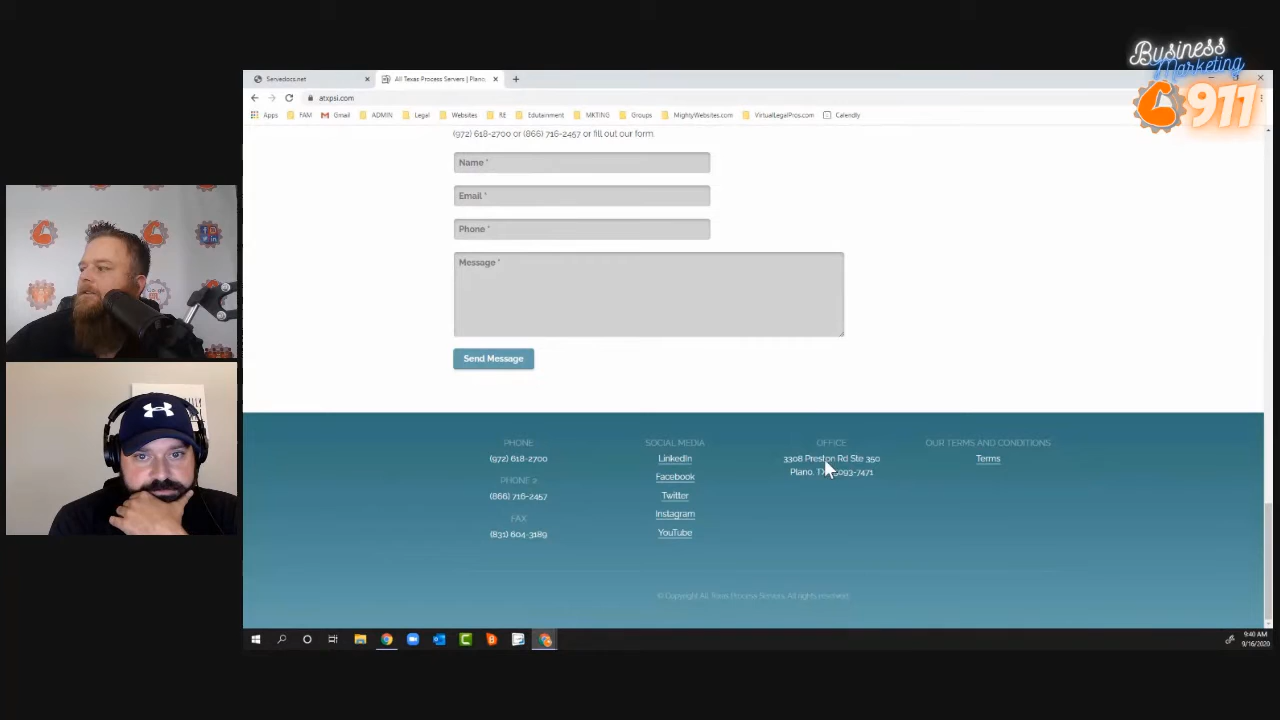 Business
Marketing
911
Servedocs.net
All Texas Process Servers | Plano,
atxpsi.com
Apps FAM Gmail ADMIN Legal Websites RE Edutainment MKTING Groups MightyWebsites.com VirtualLegalPros.com Calendly
(972) 618-2700 or (866) 716-2457 or fill out our form.
Name *
Email *
Phone *
Message *
Send Message
PHONE
(972) 618-2700
PHONE 2
(866) 716-2457
FAX
(831) 604-3189
SOCIAL MEDIA
LinkedIn
Facebook
Twitter
Instagram
YouTube
OFFICE
3308 Preston Rd Ste 350
Plano, TX 093-7471
OUR TERMS AND CONDITIONS
Terms
© Copyright All Texas Process Servers. All rights reserved.
9:40 AM
9/16/2020